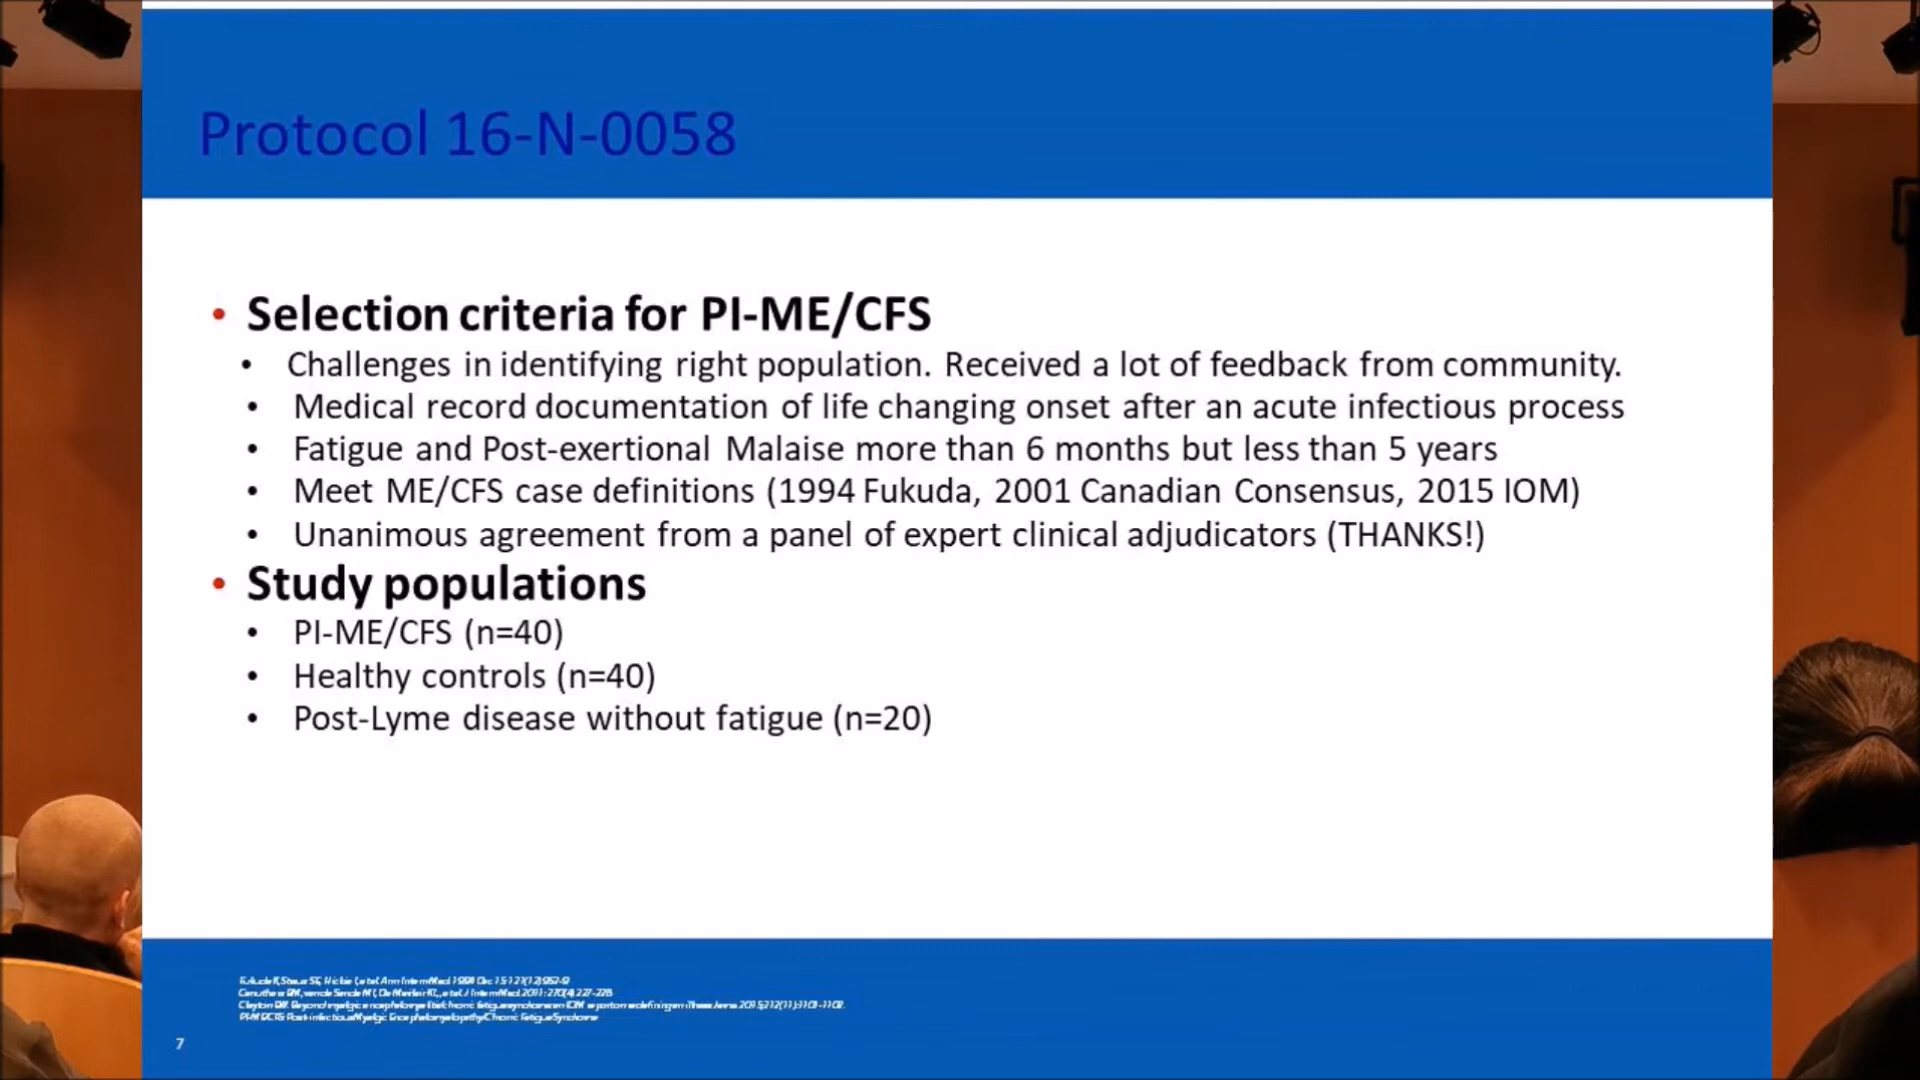 Protocol 16-N-0058
• Selection criteria for PI-ME/CFS
• Challenges in identifying right population. Received a lot of feedback from community.
• Medical record documentation of life changing onset after an acute infectious process
• Fatigue and Post-exertional Malaise more than 6 months but less than 5 years
• Meet ME/CFS case definitions (1994 Fukuda, 2001 Canadian Consensus, 2015 IOM)
• Unanimous agreement from a panel of expert clinical adjudicators (THANKS!)
• Study populations
• PI-ME/CFS (n=40)
• Healthy controls (n=40)
• Post-Lyme disease without fatigue (n=20)
7